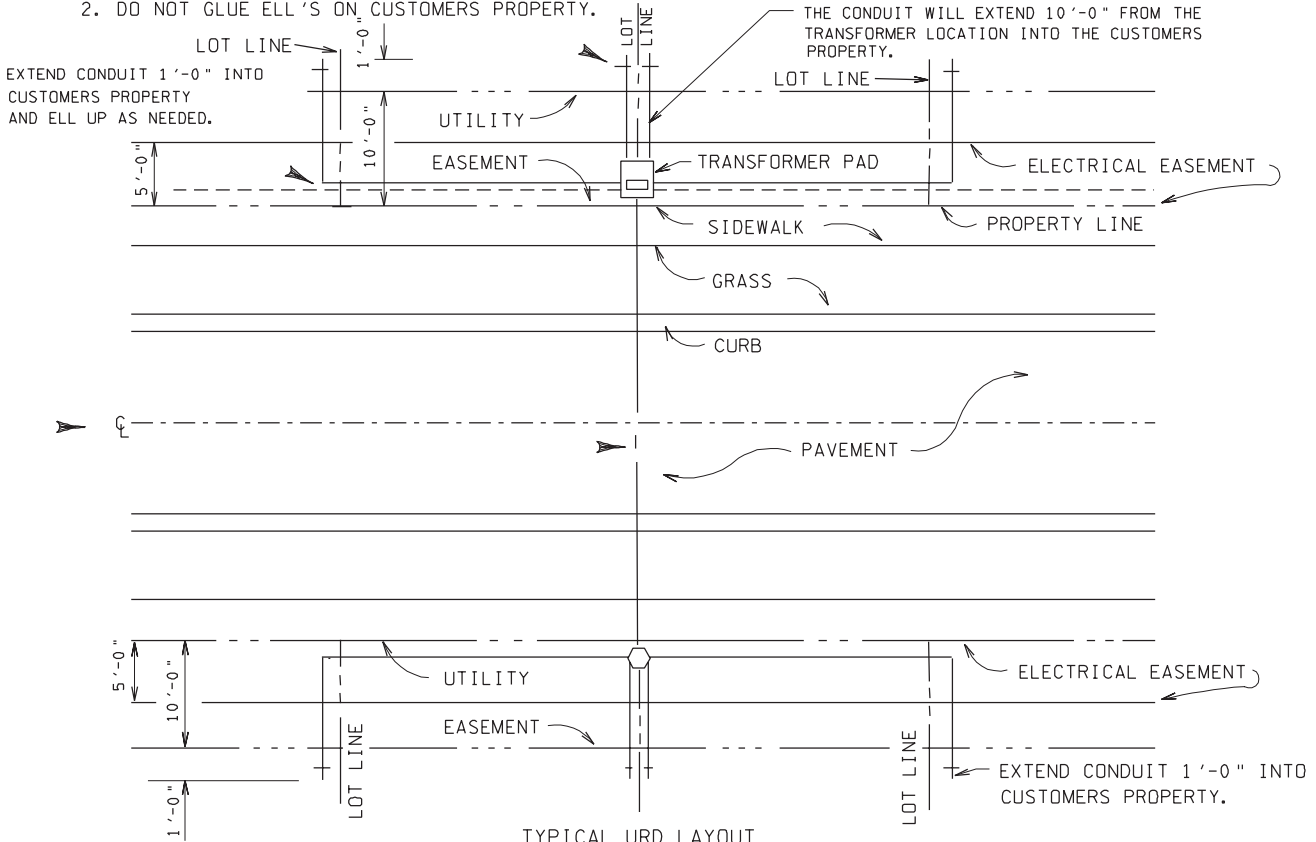 2. DO NOT GLUE ELL'S ON CUSTOMERS PROPERTY.
THE CONDUIT WILL EXTEND 10'-0" FROM THE
TRANSFORMER LOCATION INTO THE CUSTOMERS
PROPERTY.
LOT LINE
1'-0"
LOT
LINE
LOT LINE
EXTEND CONDUIT 1'-0" INTO
CUSTOMERS PROPERTY
AND ELL UP AS NEEDED.
UTILITY
10'-0"
5'-0"
EASEMENT
TRANSFORMER PAD
ELECTRICAL EASEMENT
SIDEWALK
PROPERTY LINE
GRASS
CURB
CL
PAVEMENT
5'-0"
10'-0"
UTILITY
ELECTRICAL EASEMENT
EASEMENT
LOT LINE
LOT LINE
EXTEND CONDUIT 1'-0" INTO
CUSTOMERS PROPERTY.
1'-0"
TYPICAL URD LAYOUT